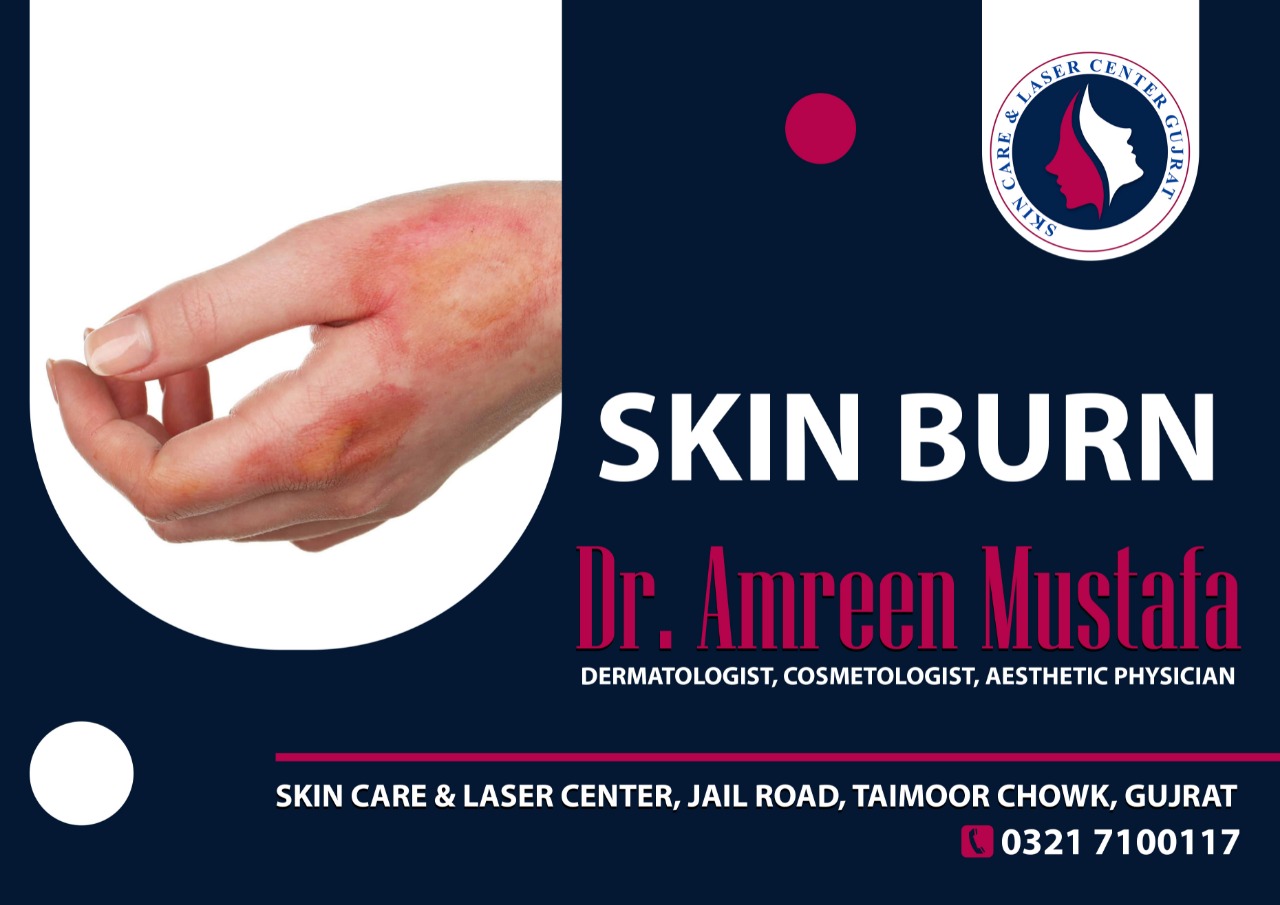 SKIN CARE & LASER CENTER GUJRAT
SKIN BURN
Dr. Amreen Mustafa
DERMATOLOGIST, COSMETOLOGIST, AESTHETIC PHYSICIAN
SKIN CARE & LASER CENTER, JAIL ROAD, TAIMOOR CHOWK, GUJRAT
0321 7100117